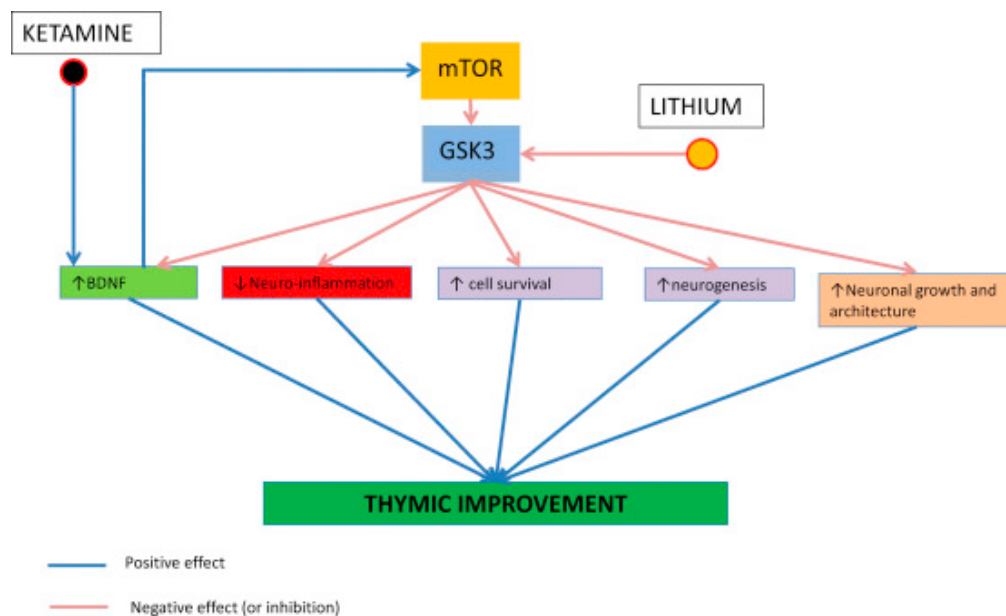 KETAMINE
mTOR
LITHIUM
GSK3
↑BDNF
↓Neuro-inflammation
↑ cell survival
↑neurogenesis
↑Neuronal growth and
architecture
THYMIC IMPROVEMENT
Positive effect
Negative effect (or inhibition)